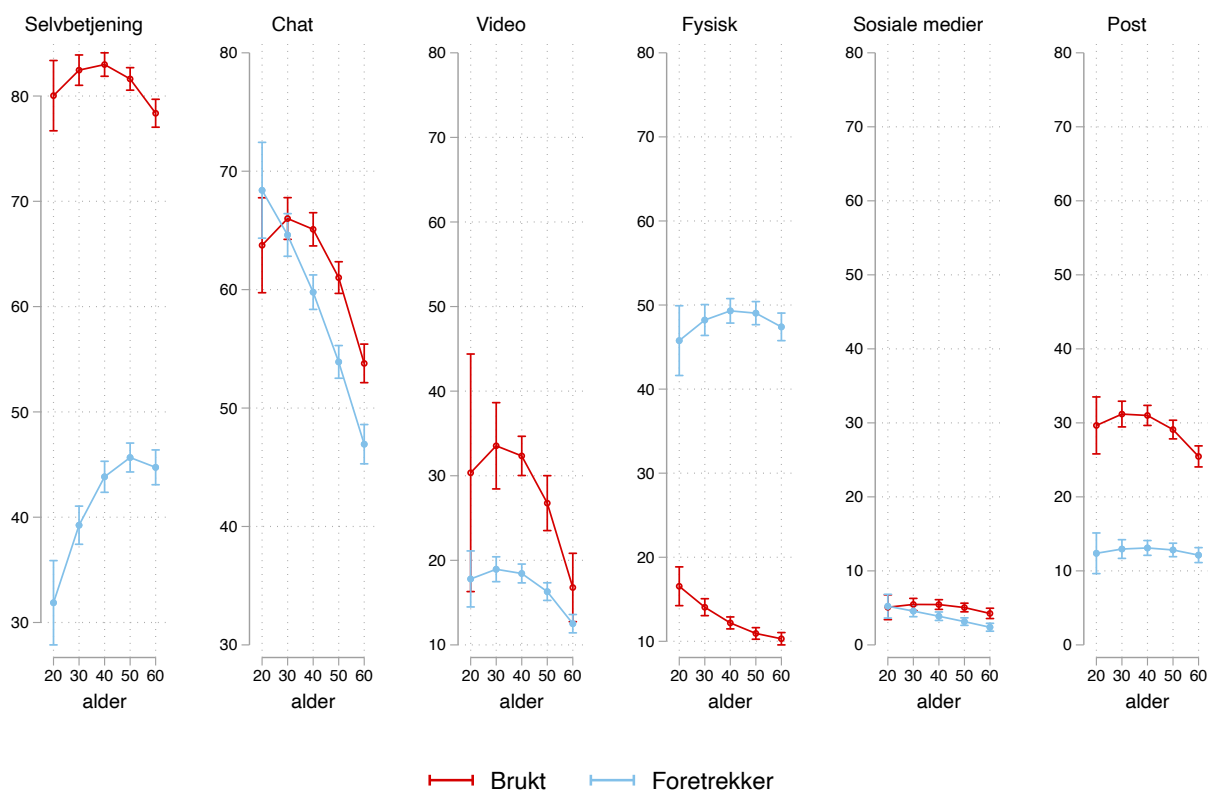 Selvbetjening Chat Video Fysisk Sosiale medier Post
80 70 60 50 40 30
80 70 60 50 40 30
80 70 60 50 40 30 20 10
80 70 60 50 40 30 20 10
80 70 60 50 40 30 20 10 0
80 70 60 50 40 30 20 10 0
20 30 40 50 60 20 30 40 50 60 20 30 40 50 60 20 30 40 50 60 20 30 40 50 60 20 30 40 50 60
alder alder alder alder alder alder
Brukt Foretrekker